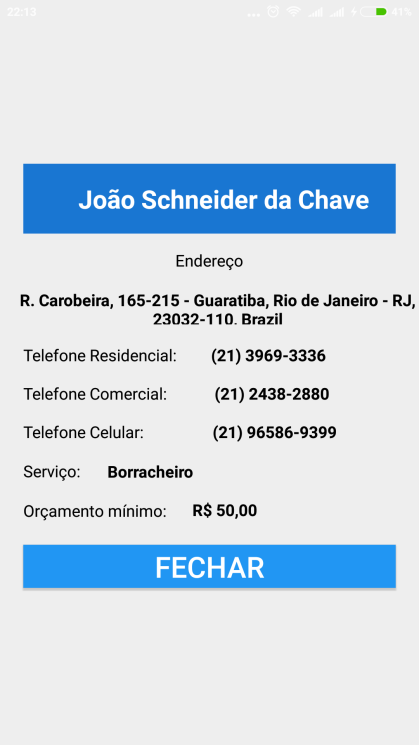 22:13
41%
João Schneider da Chave
Endereço
R. Carobeira, 165-215 - Guaratiba, Rio de Janeiro - RJ,
23032-110, Brazil
Telefone Residencial: (21) 3969-3336
Telefone Comercial: (21) 2438-2880
Telefone Celular: (21) 96586-9399
Serviço: Borracheiro
Orçamento mínimo: R$ 50,00
FECHAR